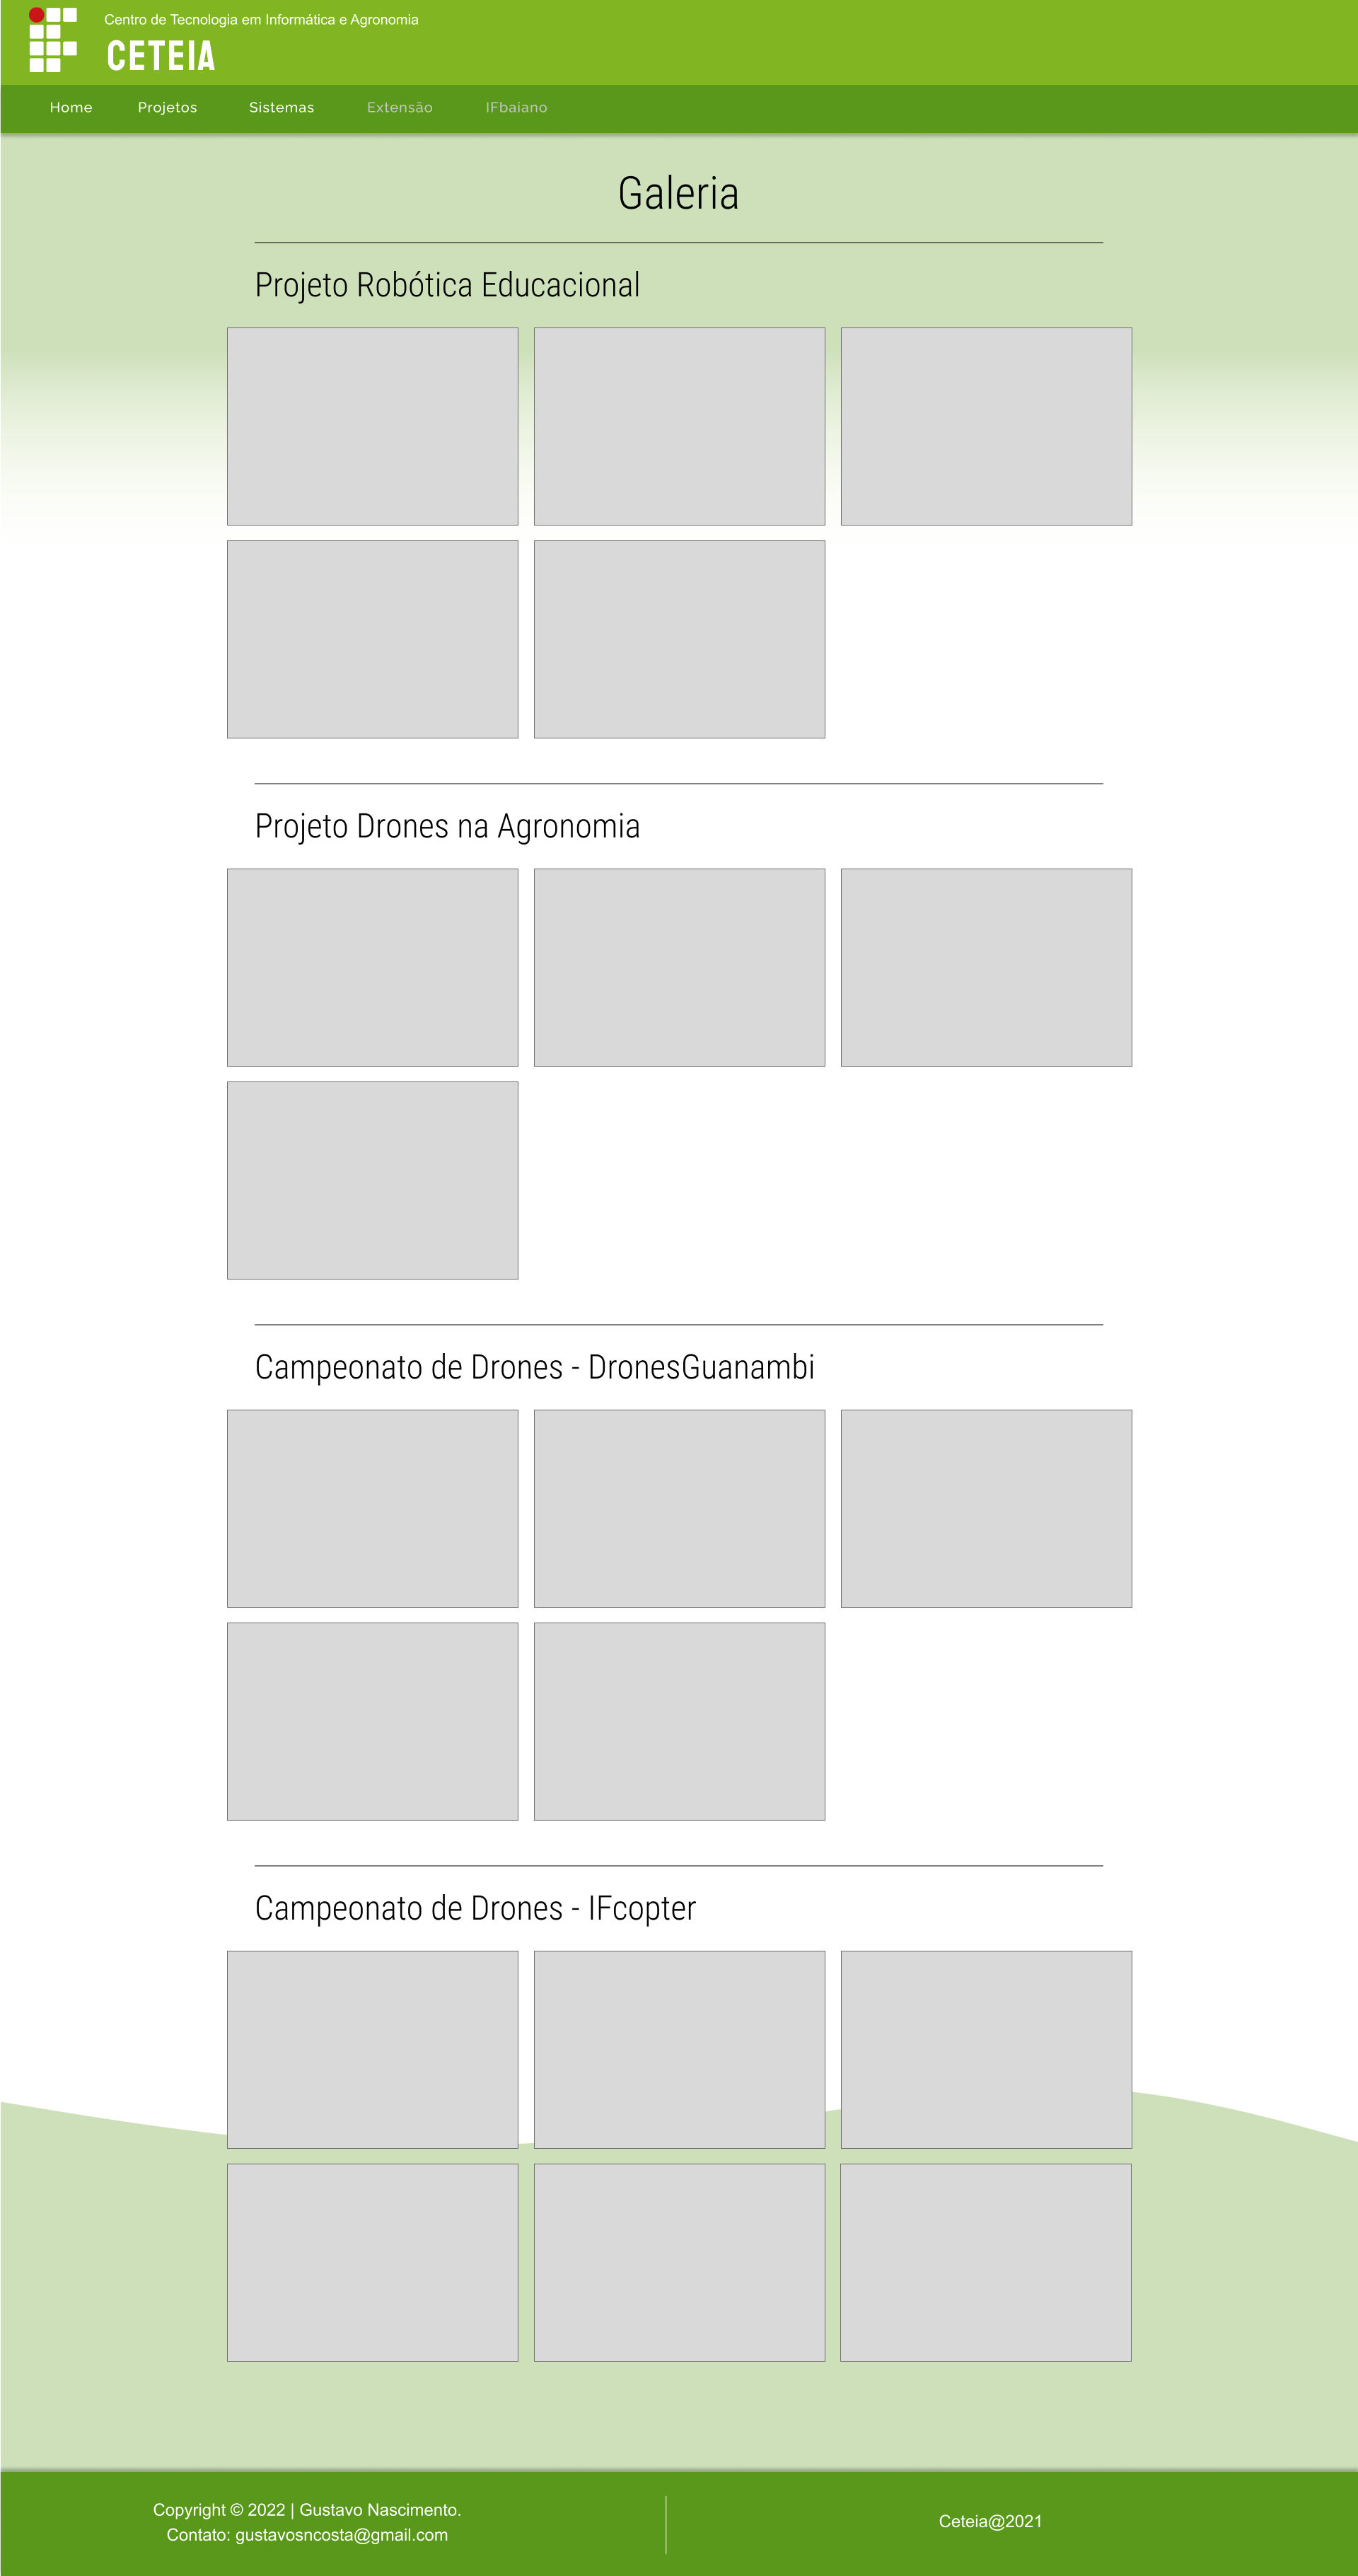 Centro de Tecnologia em Informática e Agronomia
CETEIA
Home Projetos Sistemas Extensão IFbaiano
Galeria
Projeto Robótica Educacional
Projeto Drones na Agronomia
Campeonato de Drones - DronesGuanambi
Campeonato de Drones - IFcopter
Copyright © 2022 | Gustavo Nascimento.
Contato: gustavosncosta@gmail.com
Ceteia@2021